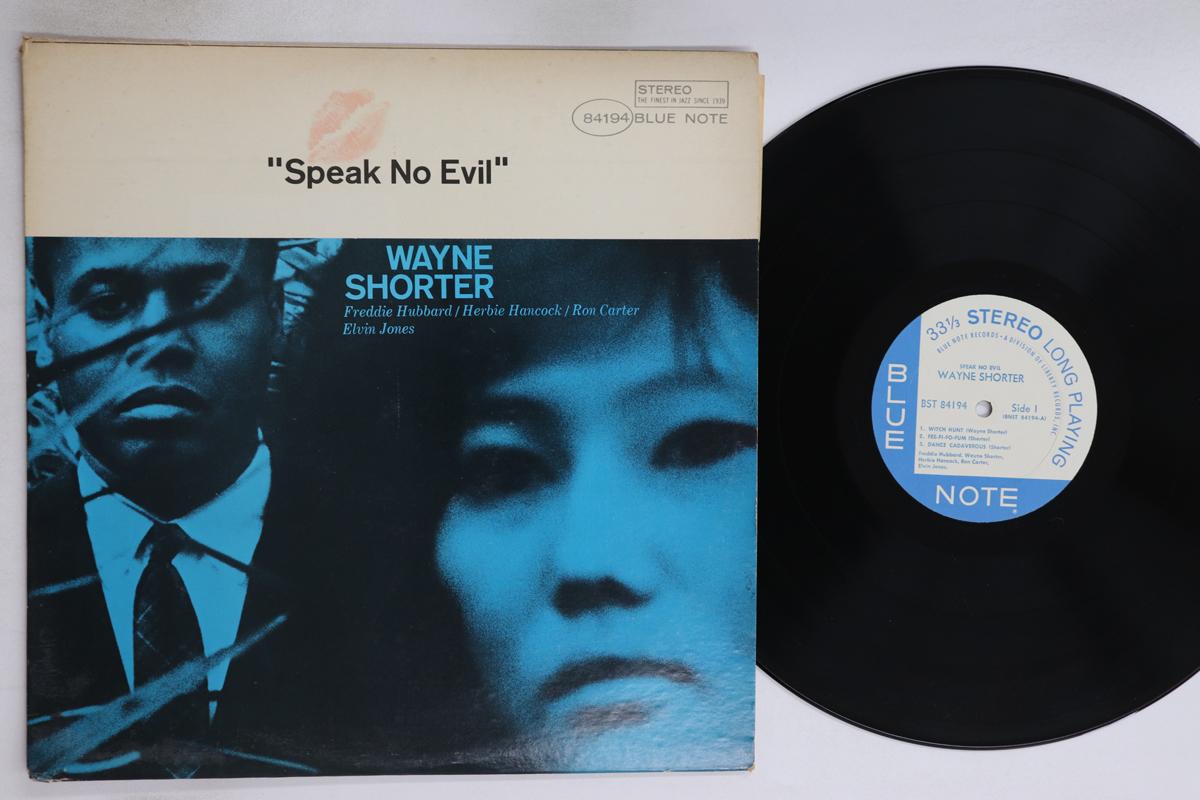 STEREO
THE FINEST IN JAZZ SINCE 1939
84194 BLUE NOTE
"Speak No Evil"
WAYNE
SHORTER
Freddie Hubbard / Herbie Hancock / Ron Carter
Elvin Jones
33 1/3 STEREO LONG PLAYING
BLUE NOTE RECORDS • A DIVISION OF LIBERTY RECORDS, INC.
SPEAK NO EVIL
WAYNE SHORTER
BST 84194
Side 1
(BNST 84194-A)
1. WITCH HUNT (Wayne Shorter)
2. FEE-FI-FO-FUM (Shorter)
3. DANCE CADAVEROUS (Shorter)
Freddie Hubbard, Wayne Shorter,
Herbie Hancock, Ron Carter,
Elvin Jones.
BLUE
NOTE